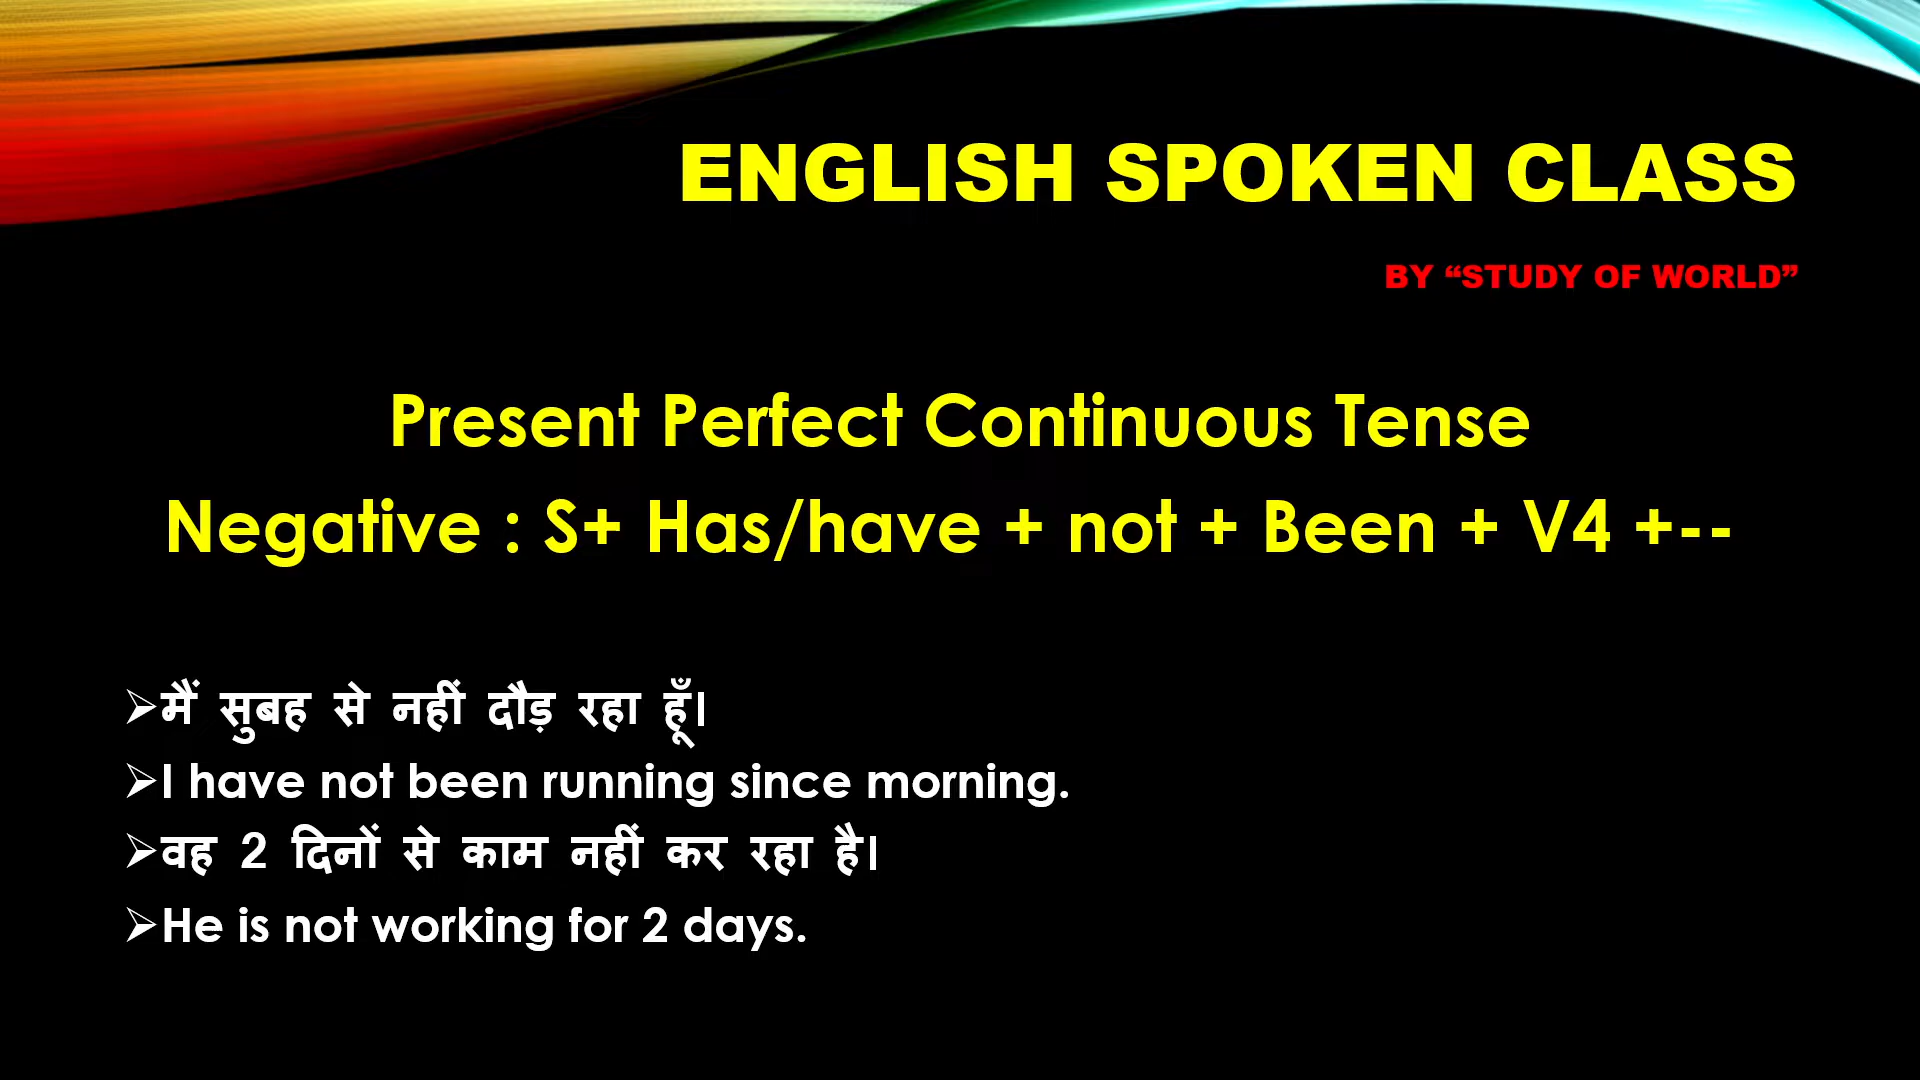 ENGLISH SPOKEN CLASS
BY “STUDY OF WORLD”
Present Perfect Continuous Tense
Negative : S+ Has/have + not + Been + V4 +--
➢मैं सुबह से नहीं दौड़ रहा हूँ।
➢I have not been running since morning.
➢वह 2 दिनों से काम नहीं कर रहा है।
➢He is not working for 2 days.